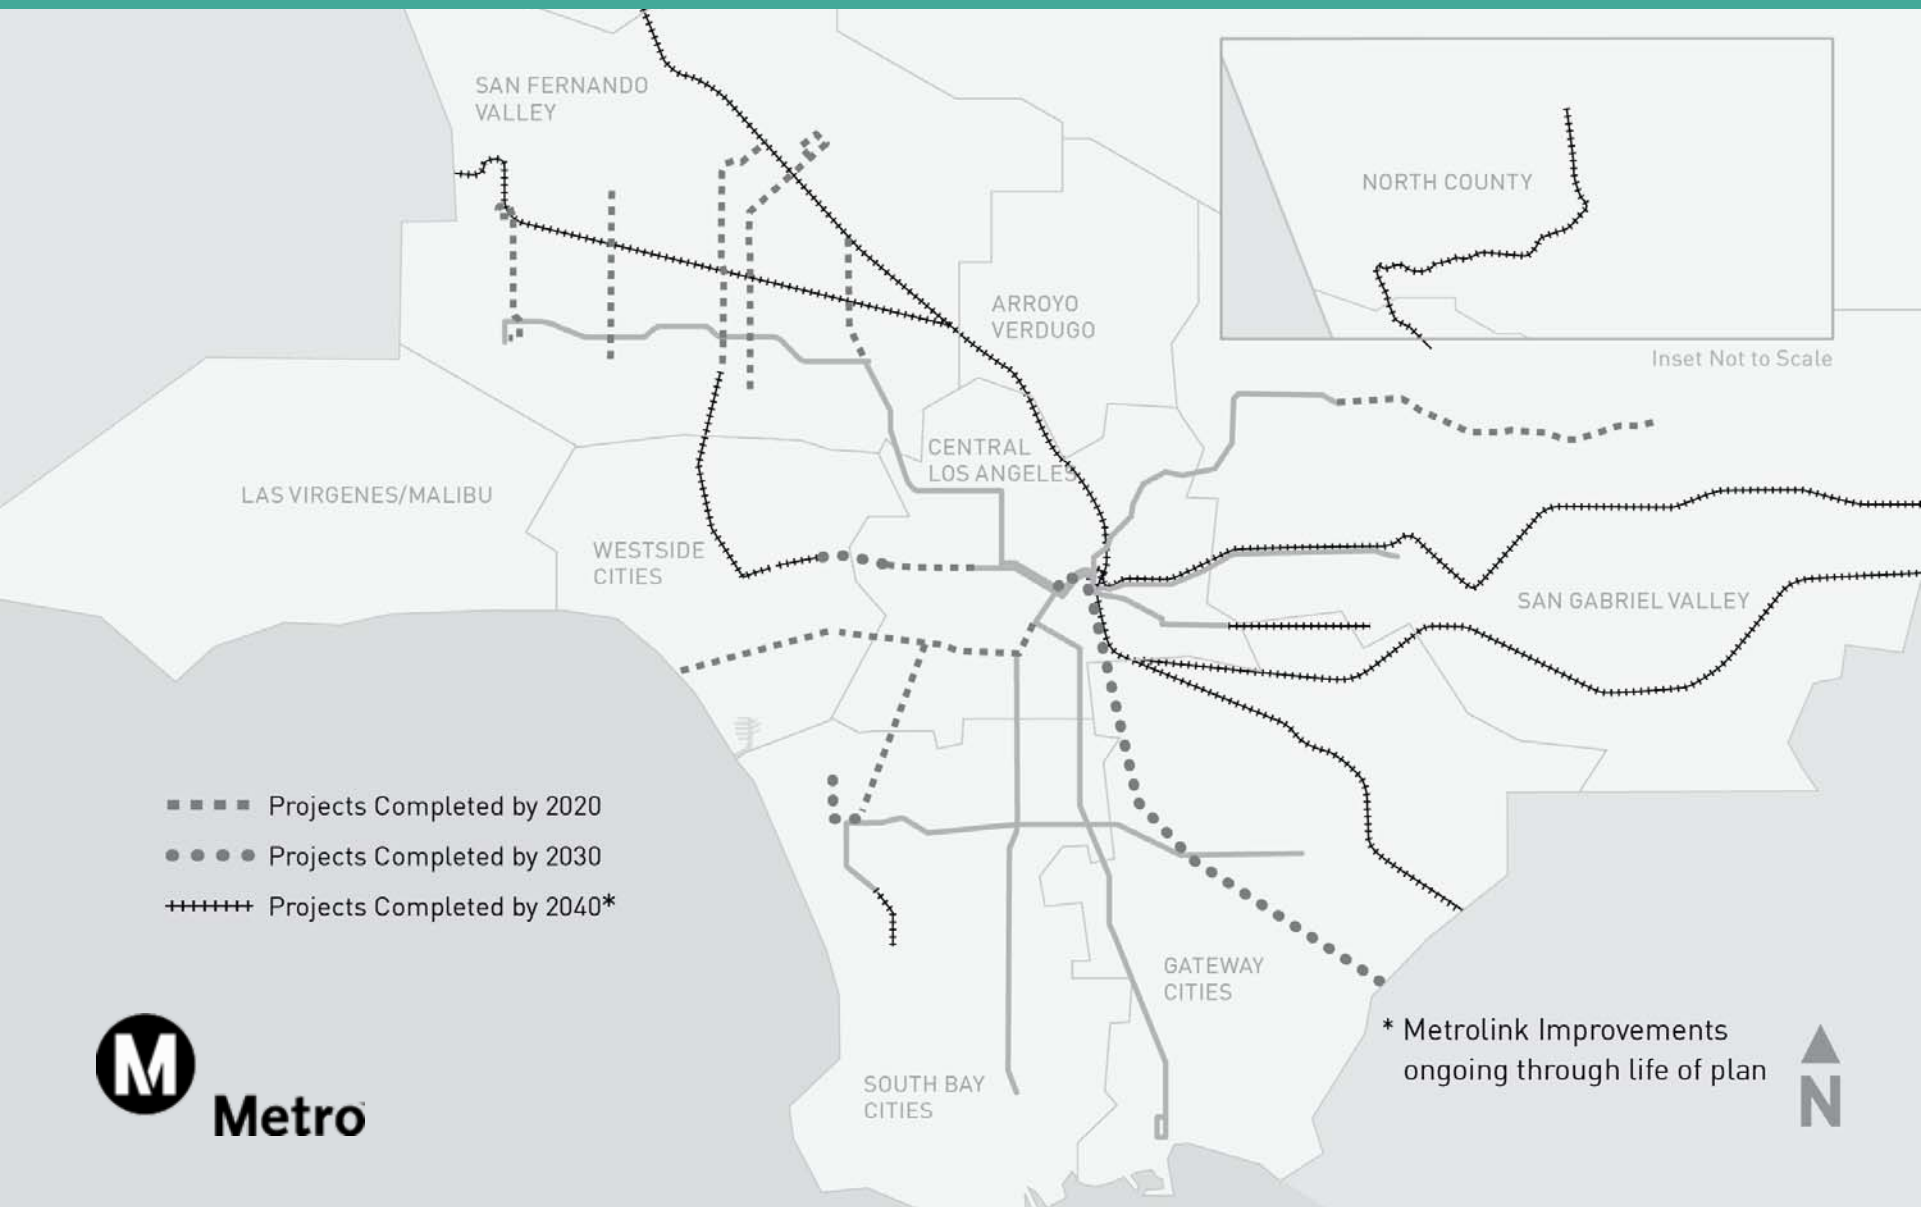 SAN FERNANDO
VALLEY
NORTH COUNTY
ARROYO
VERDUGO
Inset Not to Scale
CENTRAL
LOS ANGELES
LAS VIRGENES/MALIBU
WESTSIDE
CITIES
SAN GABRIEL VALLEY
Projects Completed by 2020
Projects Completed by 2030
Projects Completed by 2040*
GATEWAY
CITIES
* Metrolink Improvements
ongoing through life of plan
SOUTH BAY
CITIES
M
Metro
N